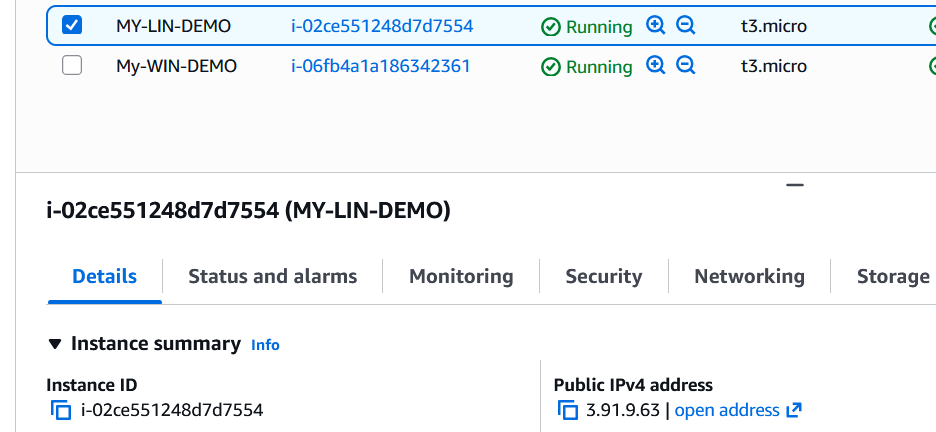 MY-LIN-DEMO i-02ce551248d7d7554 Running t3.micro
My-WIN-DEMO i-06fb4a1a186342361 Running t3.micro
i-02ce551248d7d7554 (MY-LIN-DEMO)
Details Status and alarms Monitoring Security Networking Storage
Instance summary Info
Instance ID Public IPv4 address
i-02ce551248d7d7554 3.91.9.63 | open address